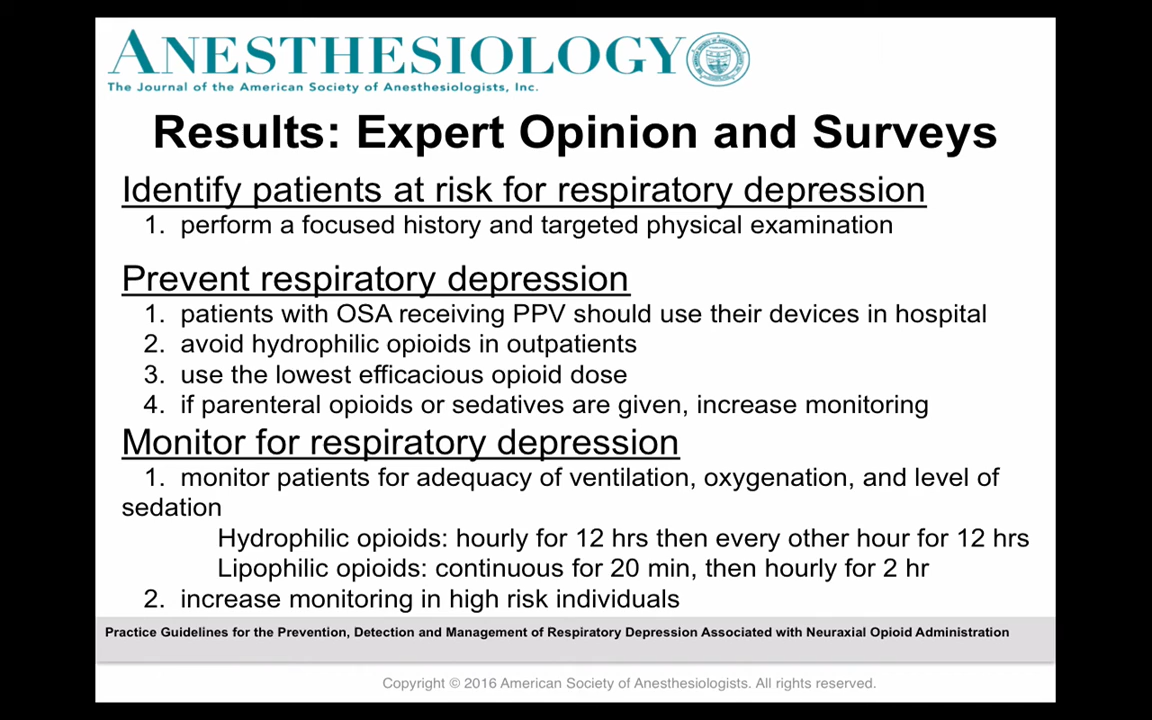 ANESTHESIOLOGY
The Journal of the American Society of Anesthesiologists, Inc.
Results: Expert Opinion and Surveys
Identify patients at risk for respiratory depression
1. perform a focused history and targeted physical examination
Prevent respiratory depression
1. patients with OSA receiving PPV should use their devices in hospital
2. avoid hydrophilic opioids in outpatients
3. use the lowest efficacious opioid dose
4. if parenteral opioids or sedatives are given, increase monitoring
Monitor for respiratory depression
1. monitor patients for adequacy of ventilation, oxygenation, and level of
sedation
Hydrophilic opioids: hourly for 12 hrs then every other hour for 12 hrs
Lipophilic opioids: continuous for 20 min, then hourly for 2 hr
2. increase monitoring in high risk individuals
Practice Guidelines for the Prevention, Detection and Management of Respiratory Depression Associated with Neuraxial Opioid Administration
Copyright © 2016 American Society of Anesthesiologists. All rights reserved.